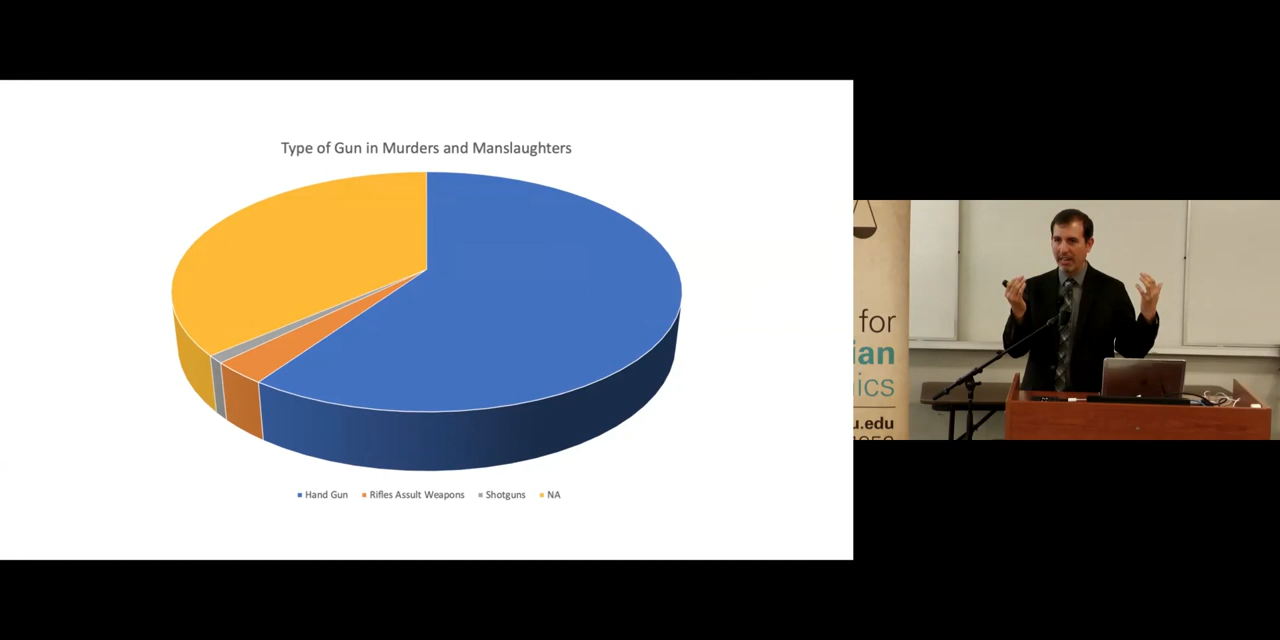 Type of Gun in Murders and Manslaughters
Hand Gun Rifles Assult Weapons Shotguns NA
for
ian
ics
u.edu